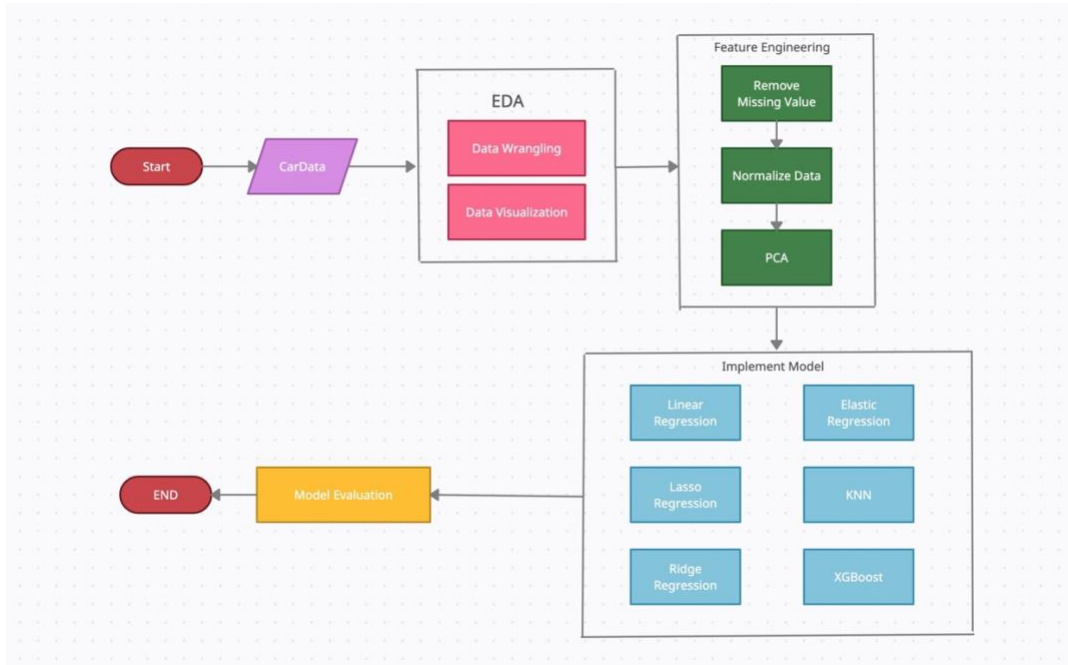 Start
CarData
EDA
Data Wrangling
Data Visualization
Feature Engineering
Remove
Missing Value
Normalize Data
PCA
Implement Model
Linear
Regression
Elastic
Regression
Lasso
Regression
KNN
Ridge
Regression
XGBoost
Model Evaluation
END